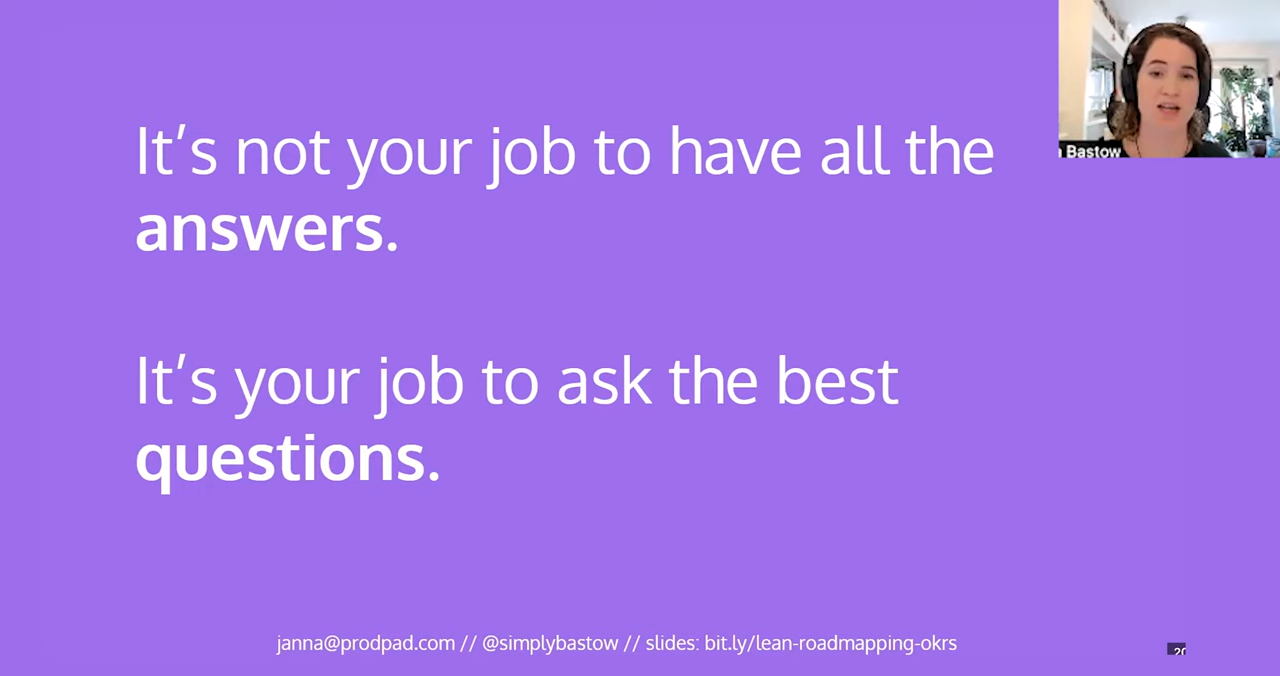 It's not your job to have all the
answers.
It's your job to ask the best
questions.
Bastow
janna@prodpad.com // @simplybastow // slides: bit.ly/lean-roadmapping-okrs